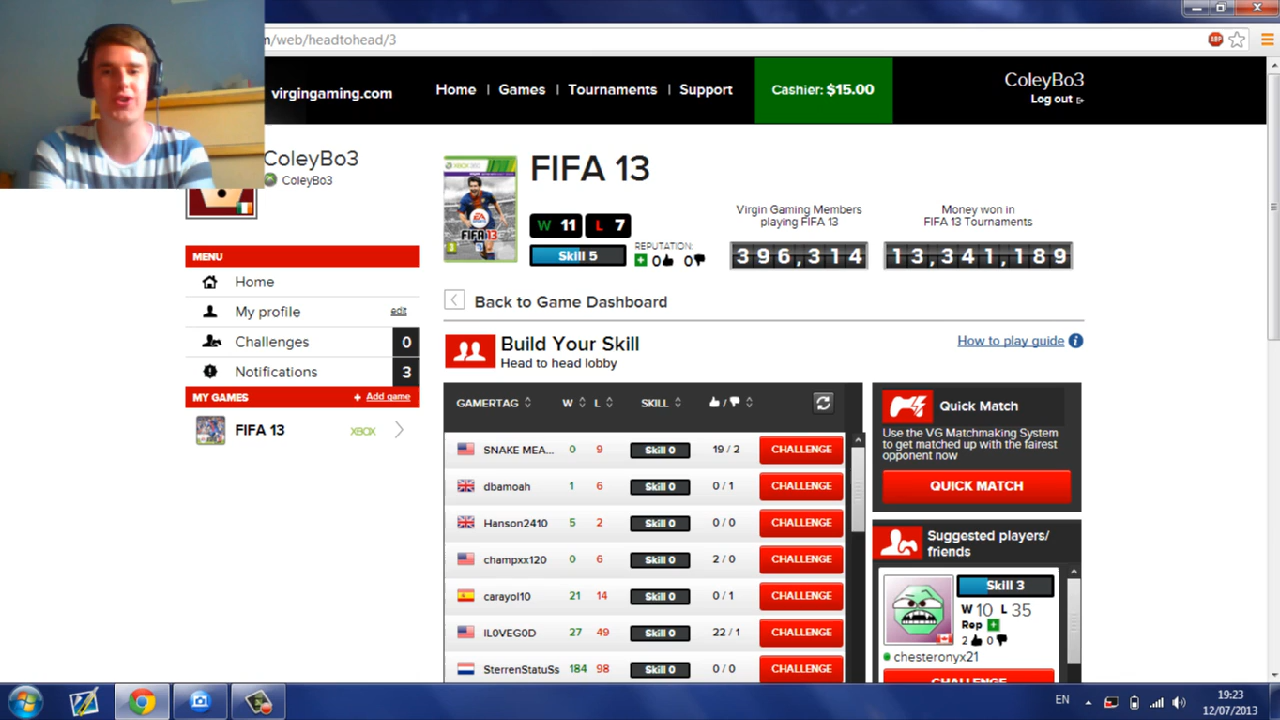 m/web/headtohead/3
ABP
virgingaming.com
Home | Games | Tournaments | Support
Cashier: $15.00
ColeyBo3
Log out
ColeyBo3
ColeyBo3
MENU
Home
My profile edit
Challenges 0
Notifications 3
MY GAMES + Add game
FIFA 13 XBOX
FIFA 13
W 11 L 7
Skill 5
REPUTATION:
0 0
Virgin Gaming Members
playing FIFA 13
396,314
Money won in
FIFA 13 Tournaments
13,341,189
Back to Game Dashboard
Build Your Skill
Head to head lobby
How to play guide i
GAMERTAG W L SKILL /
SNAKE MEA... 0 9 Skill 0 19 / 2 CHALLENGE
dbamoah 1 6 Skill 0 0 / 1 CHALLENGE
Hanson2410 5 2 Skill 0 0 / 0 CHALLENGE
champxx120 0 6 Skill 0 2 / 0 CHALLENGE
carayol10 21 14 Skill 0 0 / 1 CHALLENGE
IL0VEG0D 27 49 Skill 0 22 / 1 CHALLENGE
SterrenStatuSs 184 98 Skill 0 0 / 0 CHALLENGE
Quick Match
Use the VG Matchmaking System
to get matched up with the fairest
opponent now
QUICK MATCH
Suggested players/
friends
Skill 3
W 10 L 35
Rep
2 0
chesteronyx21
CHALLENGE
EN
19:23
12/07/2013